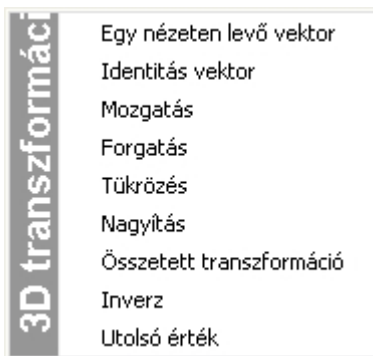 3D transzformáci
Egy nézeten levő vektor
Identitás vektor
Mozgatás
Forgatás
Tükrözés
Nagyítás
Összetett transzformáció
Inverz
Utolsó érték